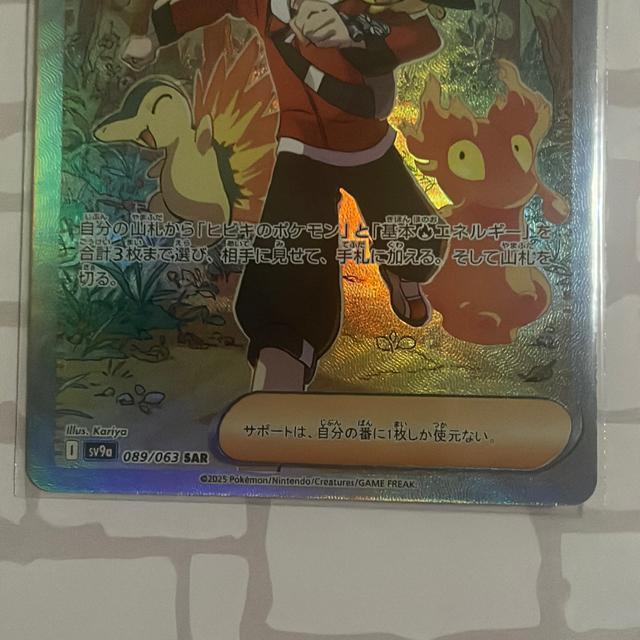 自分の山札から「ヒビキのポケモン」と「基本🔥エネルギー」を
合計3枚まで選び、相手に見せて、手札に加える。そして山札を
切る。
サポートは、自分の番に1枚しか使えない。
Illus. Kariya
I sv9a 089/063 SAR
©2025 Pokémon/Nintendo/Creatures/GAME FREAK.